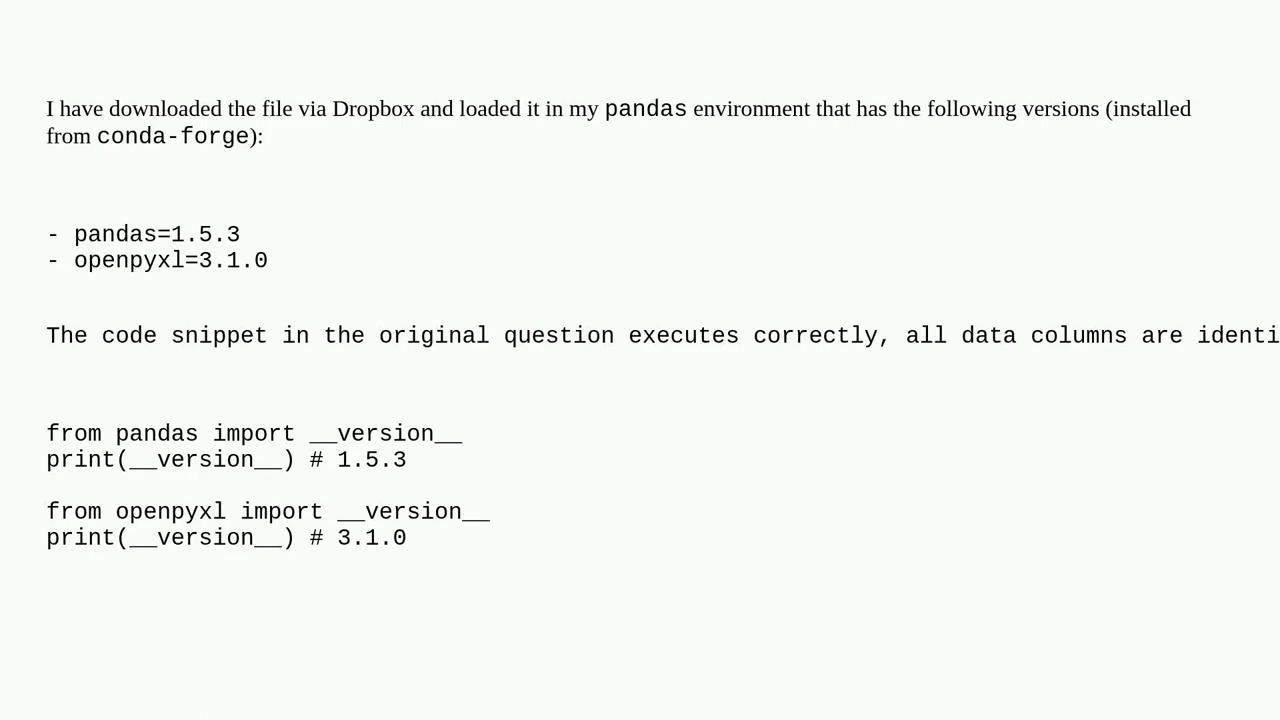 I have downloaded the file via Dropbox and loaded it in my pandas environment that has the following versions (installed
from conda-forge):
- pandas=1.5.3
- openpyxl=3.1.0
The code snippet in the original question executes correctly, all data columns are identi
from pandas import __version__
print(__version__) # 1.5.3
from openpyxl import __version__
print(__version__) # 3.1.0